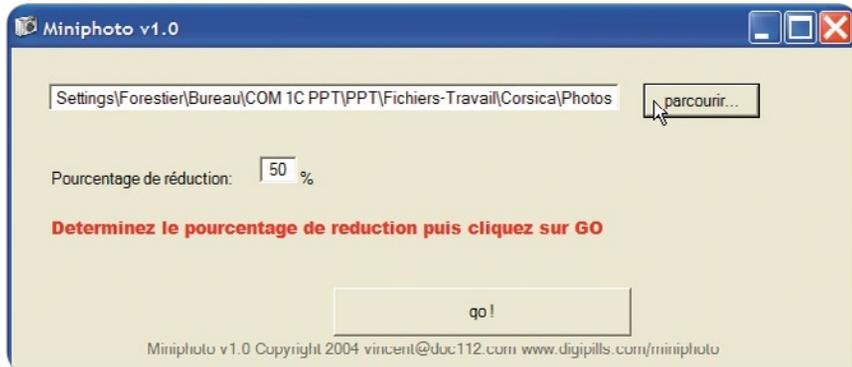 Miniphoto v1.0
Settings\Forestier\Bureau\COM 1C PPT\PPT\Fichiers-Travail\Corsica\Photos
parcourir...
Pourcentage de réduction: 50 %
Determinez le pourcentage de reduction puis cliquez sur GO
go !
Miniphoto v1.0 Copyright 2004 vincent@doc112.com www.digipills.com/miniphoto